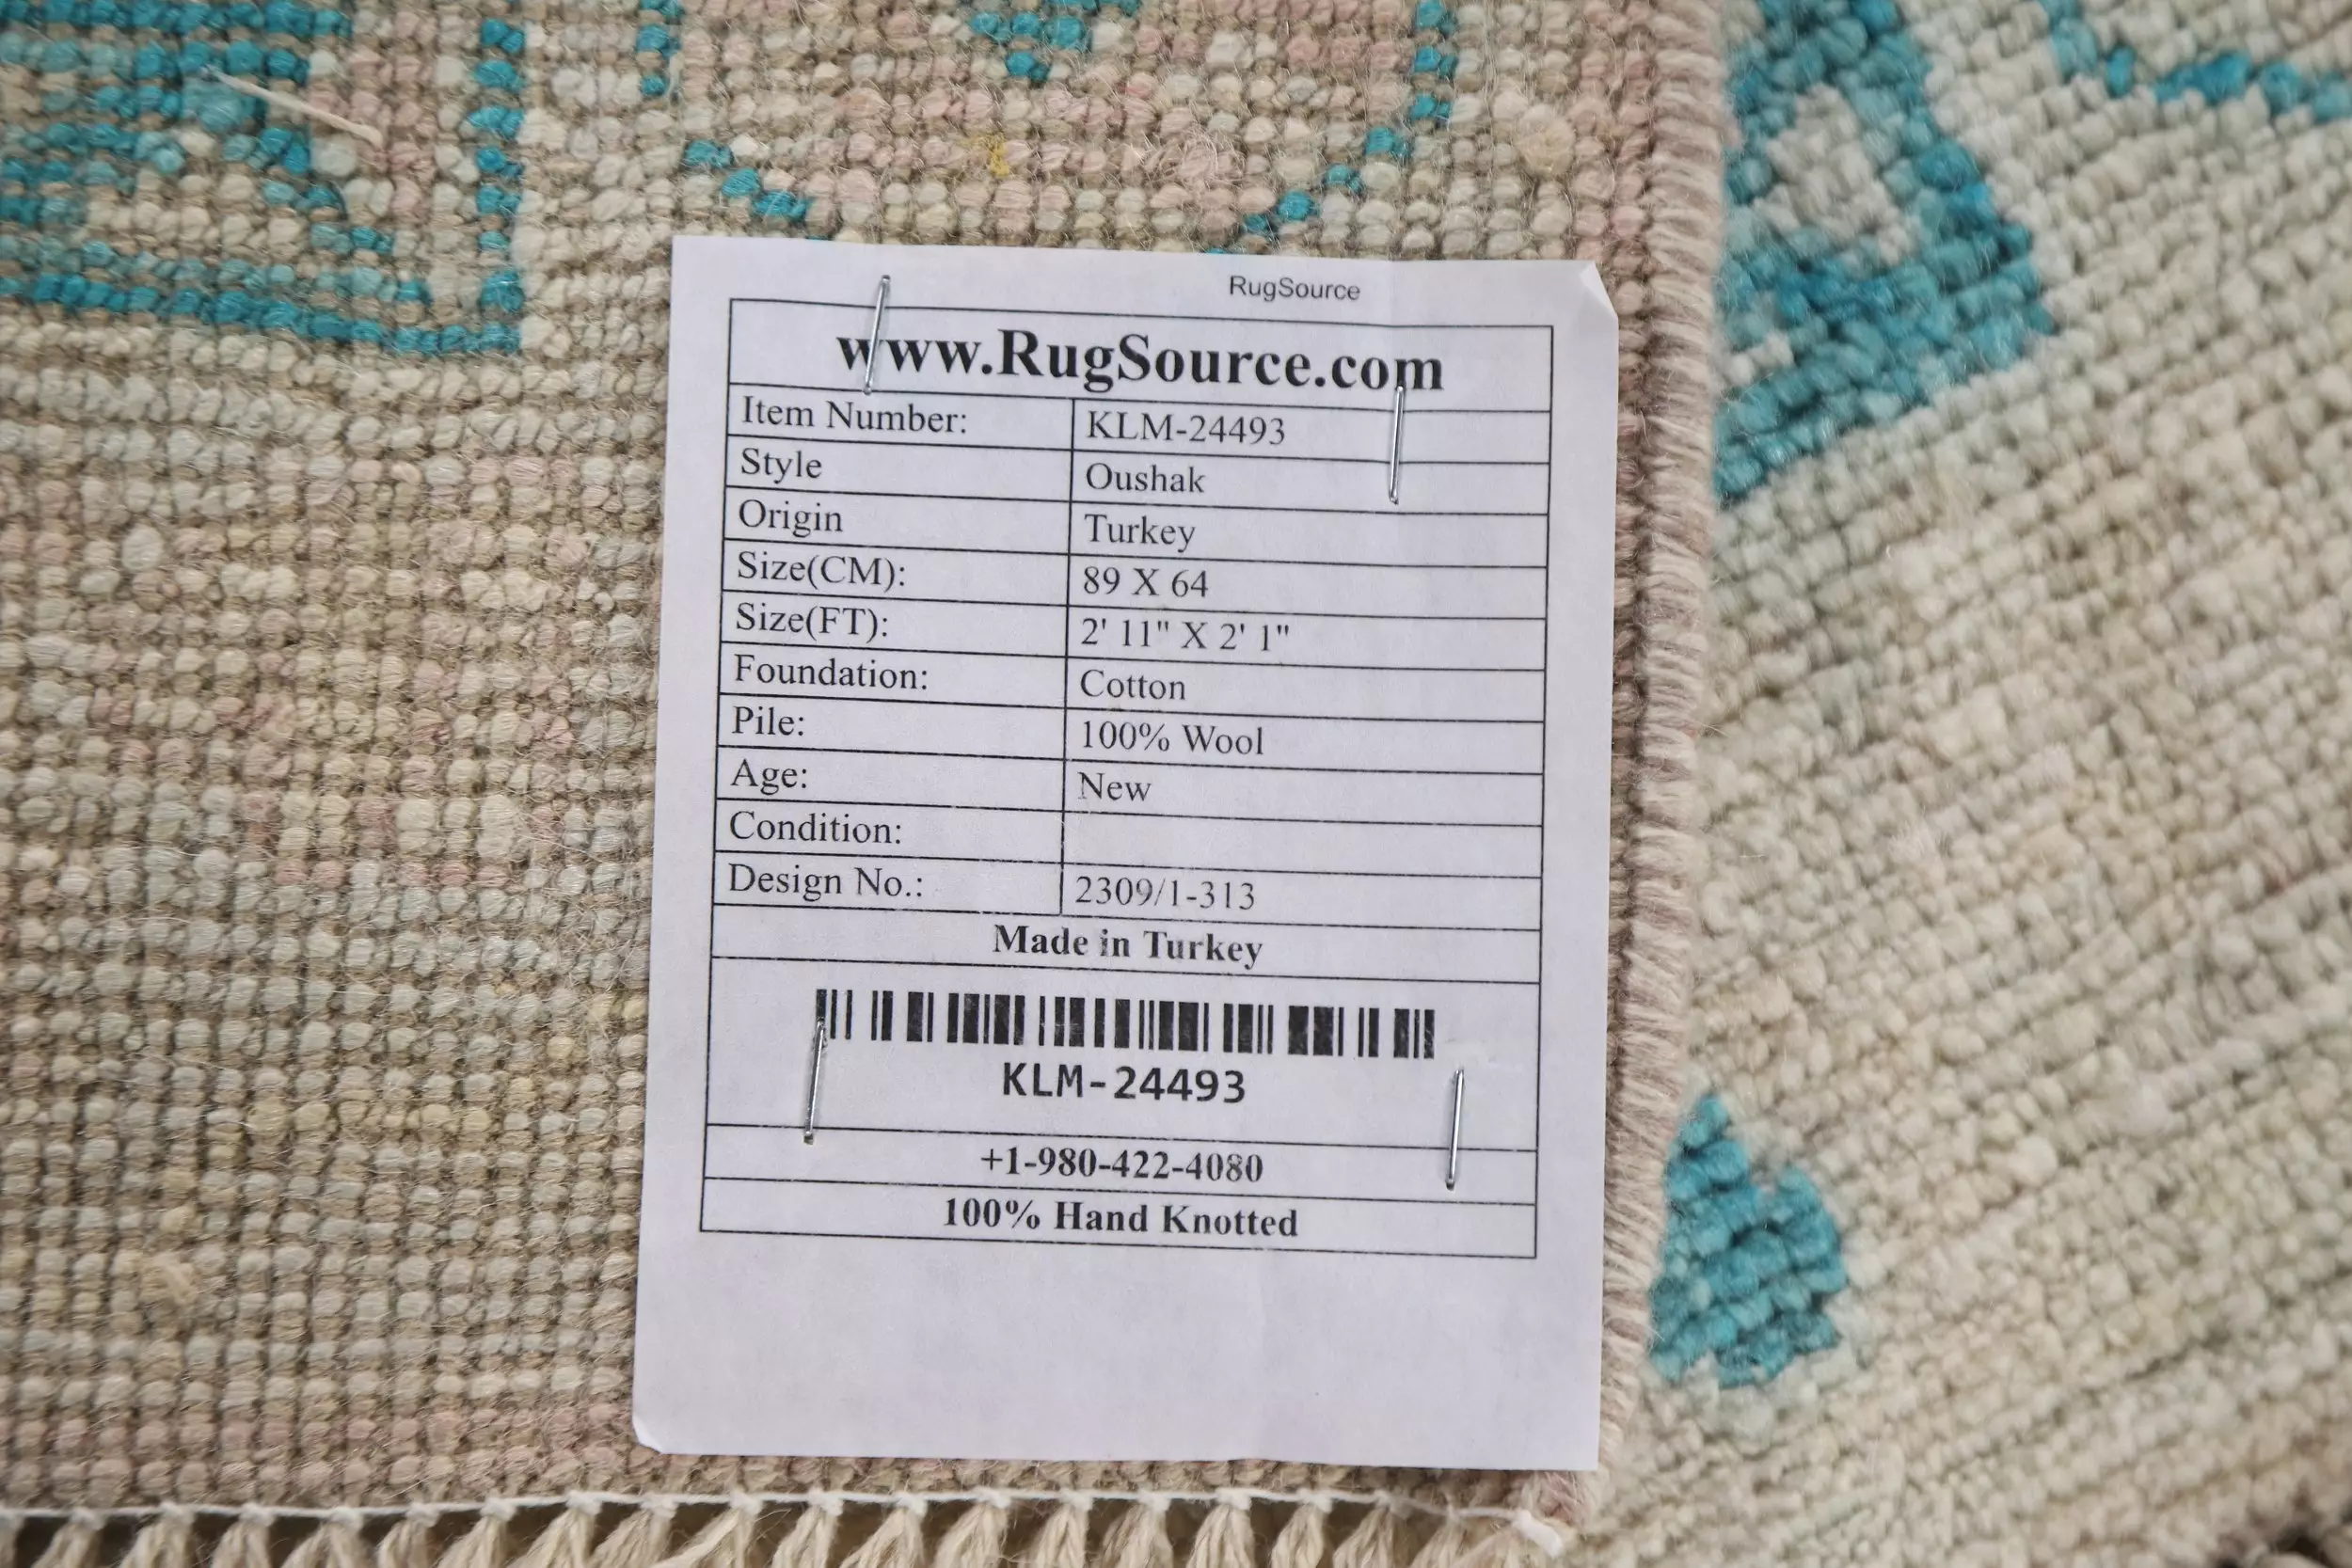 RugSource
www.RugSource.com
Item Number: KLM-24493
Style Oushak
Origin Turkey
Size(CM): 89 X 64
Size(FT): 2' 11" X 2' 1"
Foundation: Cotton
Pile: 100% Wool
Age: New
Condition:
Design No.: 2309/1-313
Made in Turkey
KLM-24493
+1-980-422-4080
100% Hand Knotted